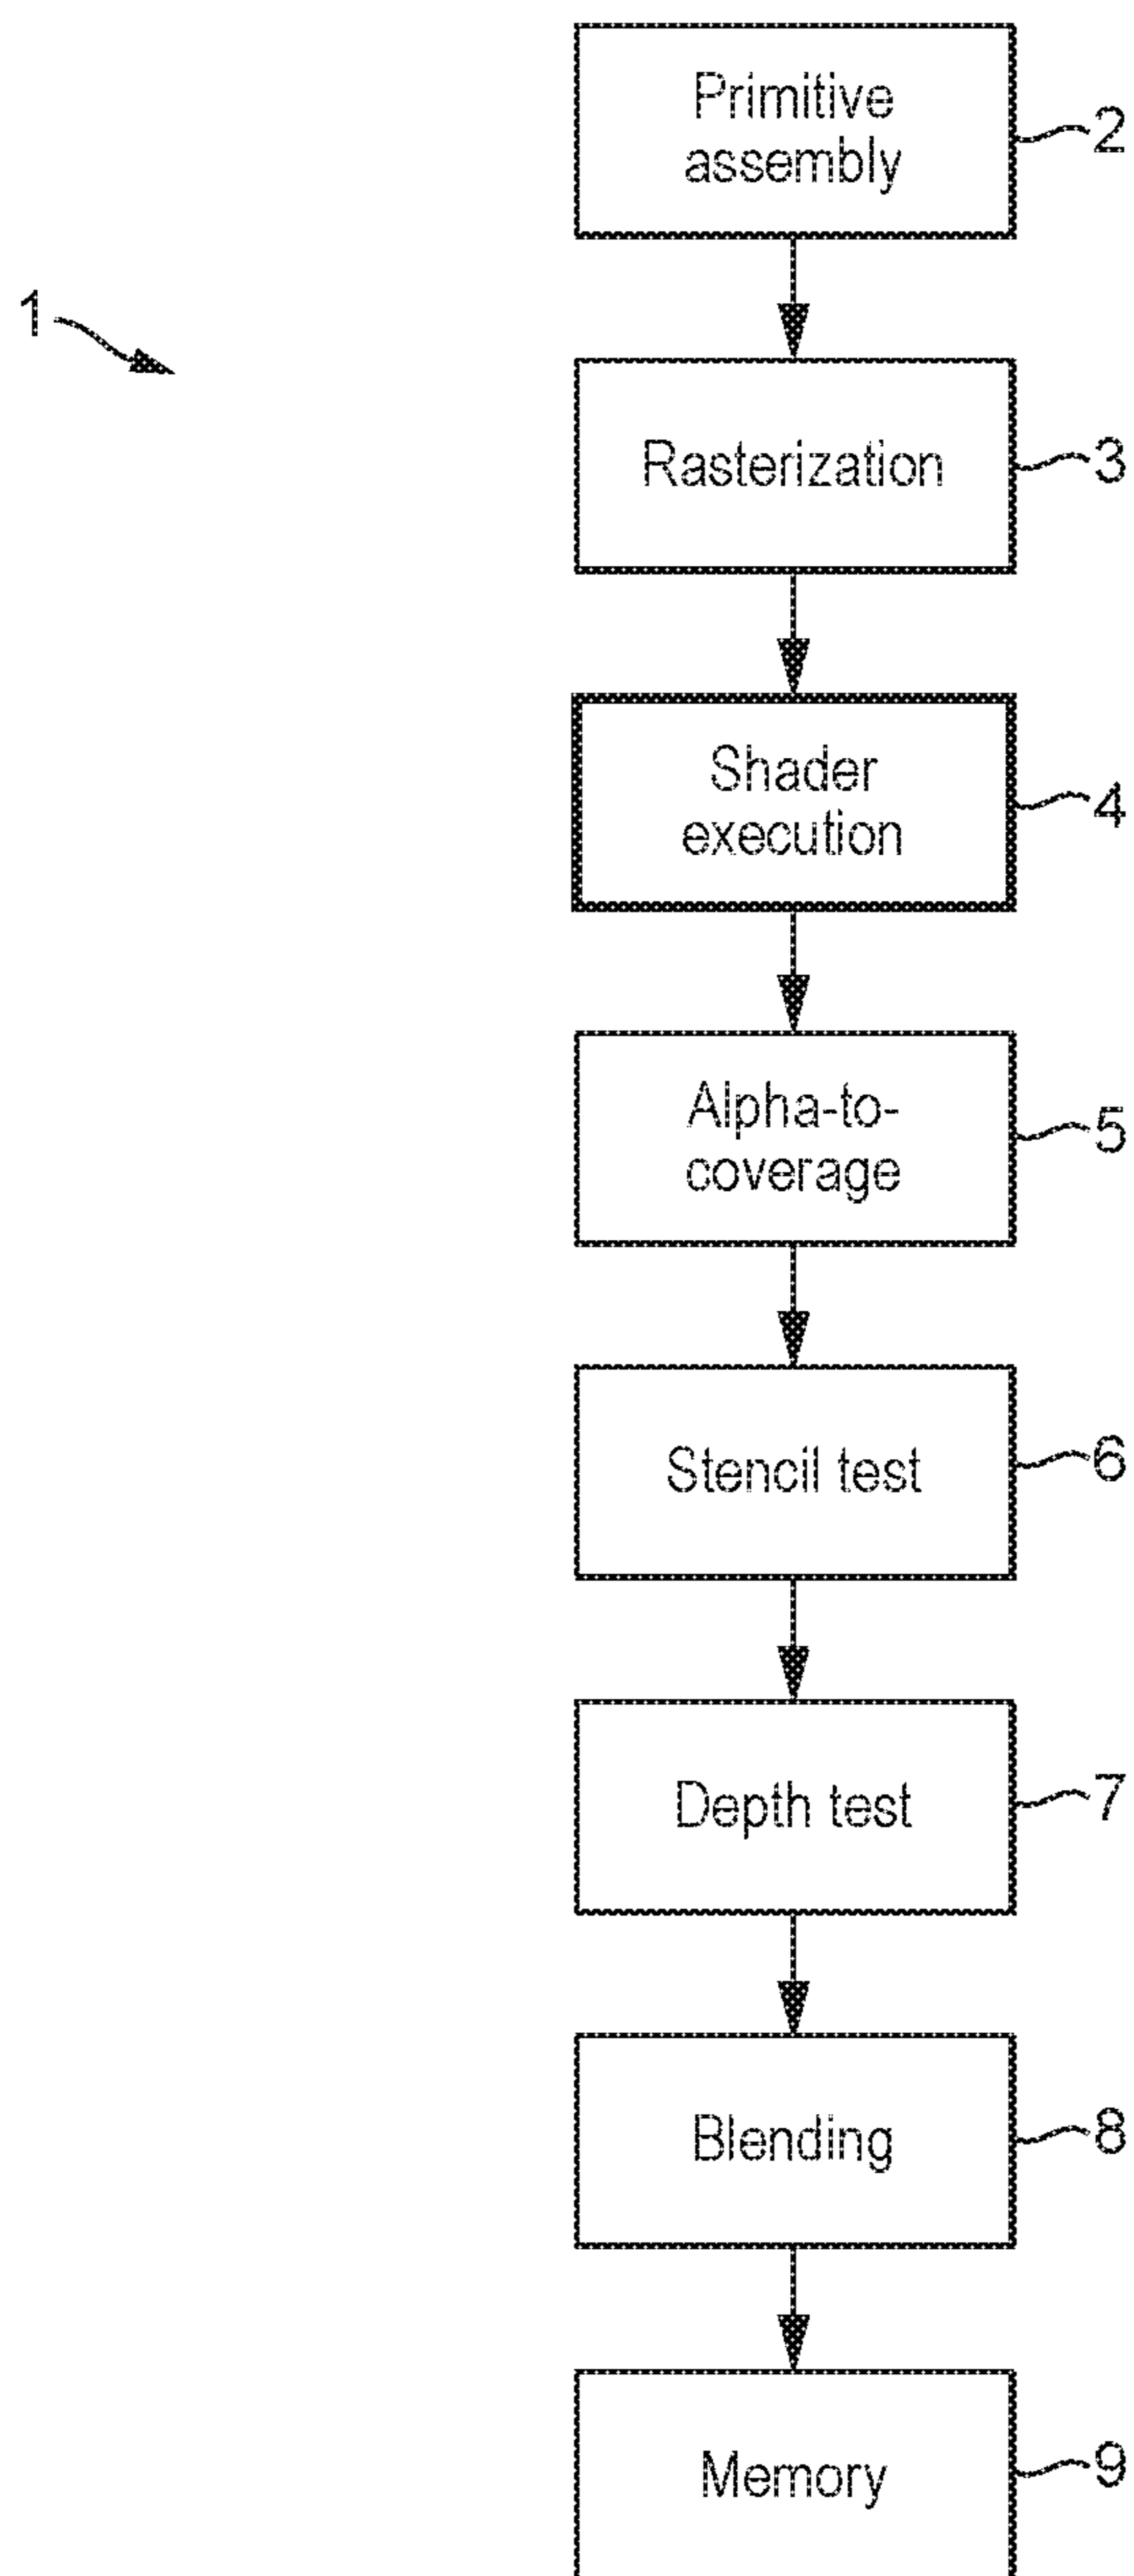 Primitive
assembly
2
1
Rasterization
3
Shader
execution
4
Alpha-to-
coverage
5
Stencil test
6
Depth test
7
Blending
8
Memory
9